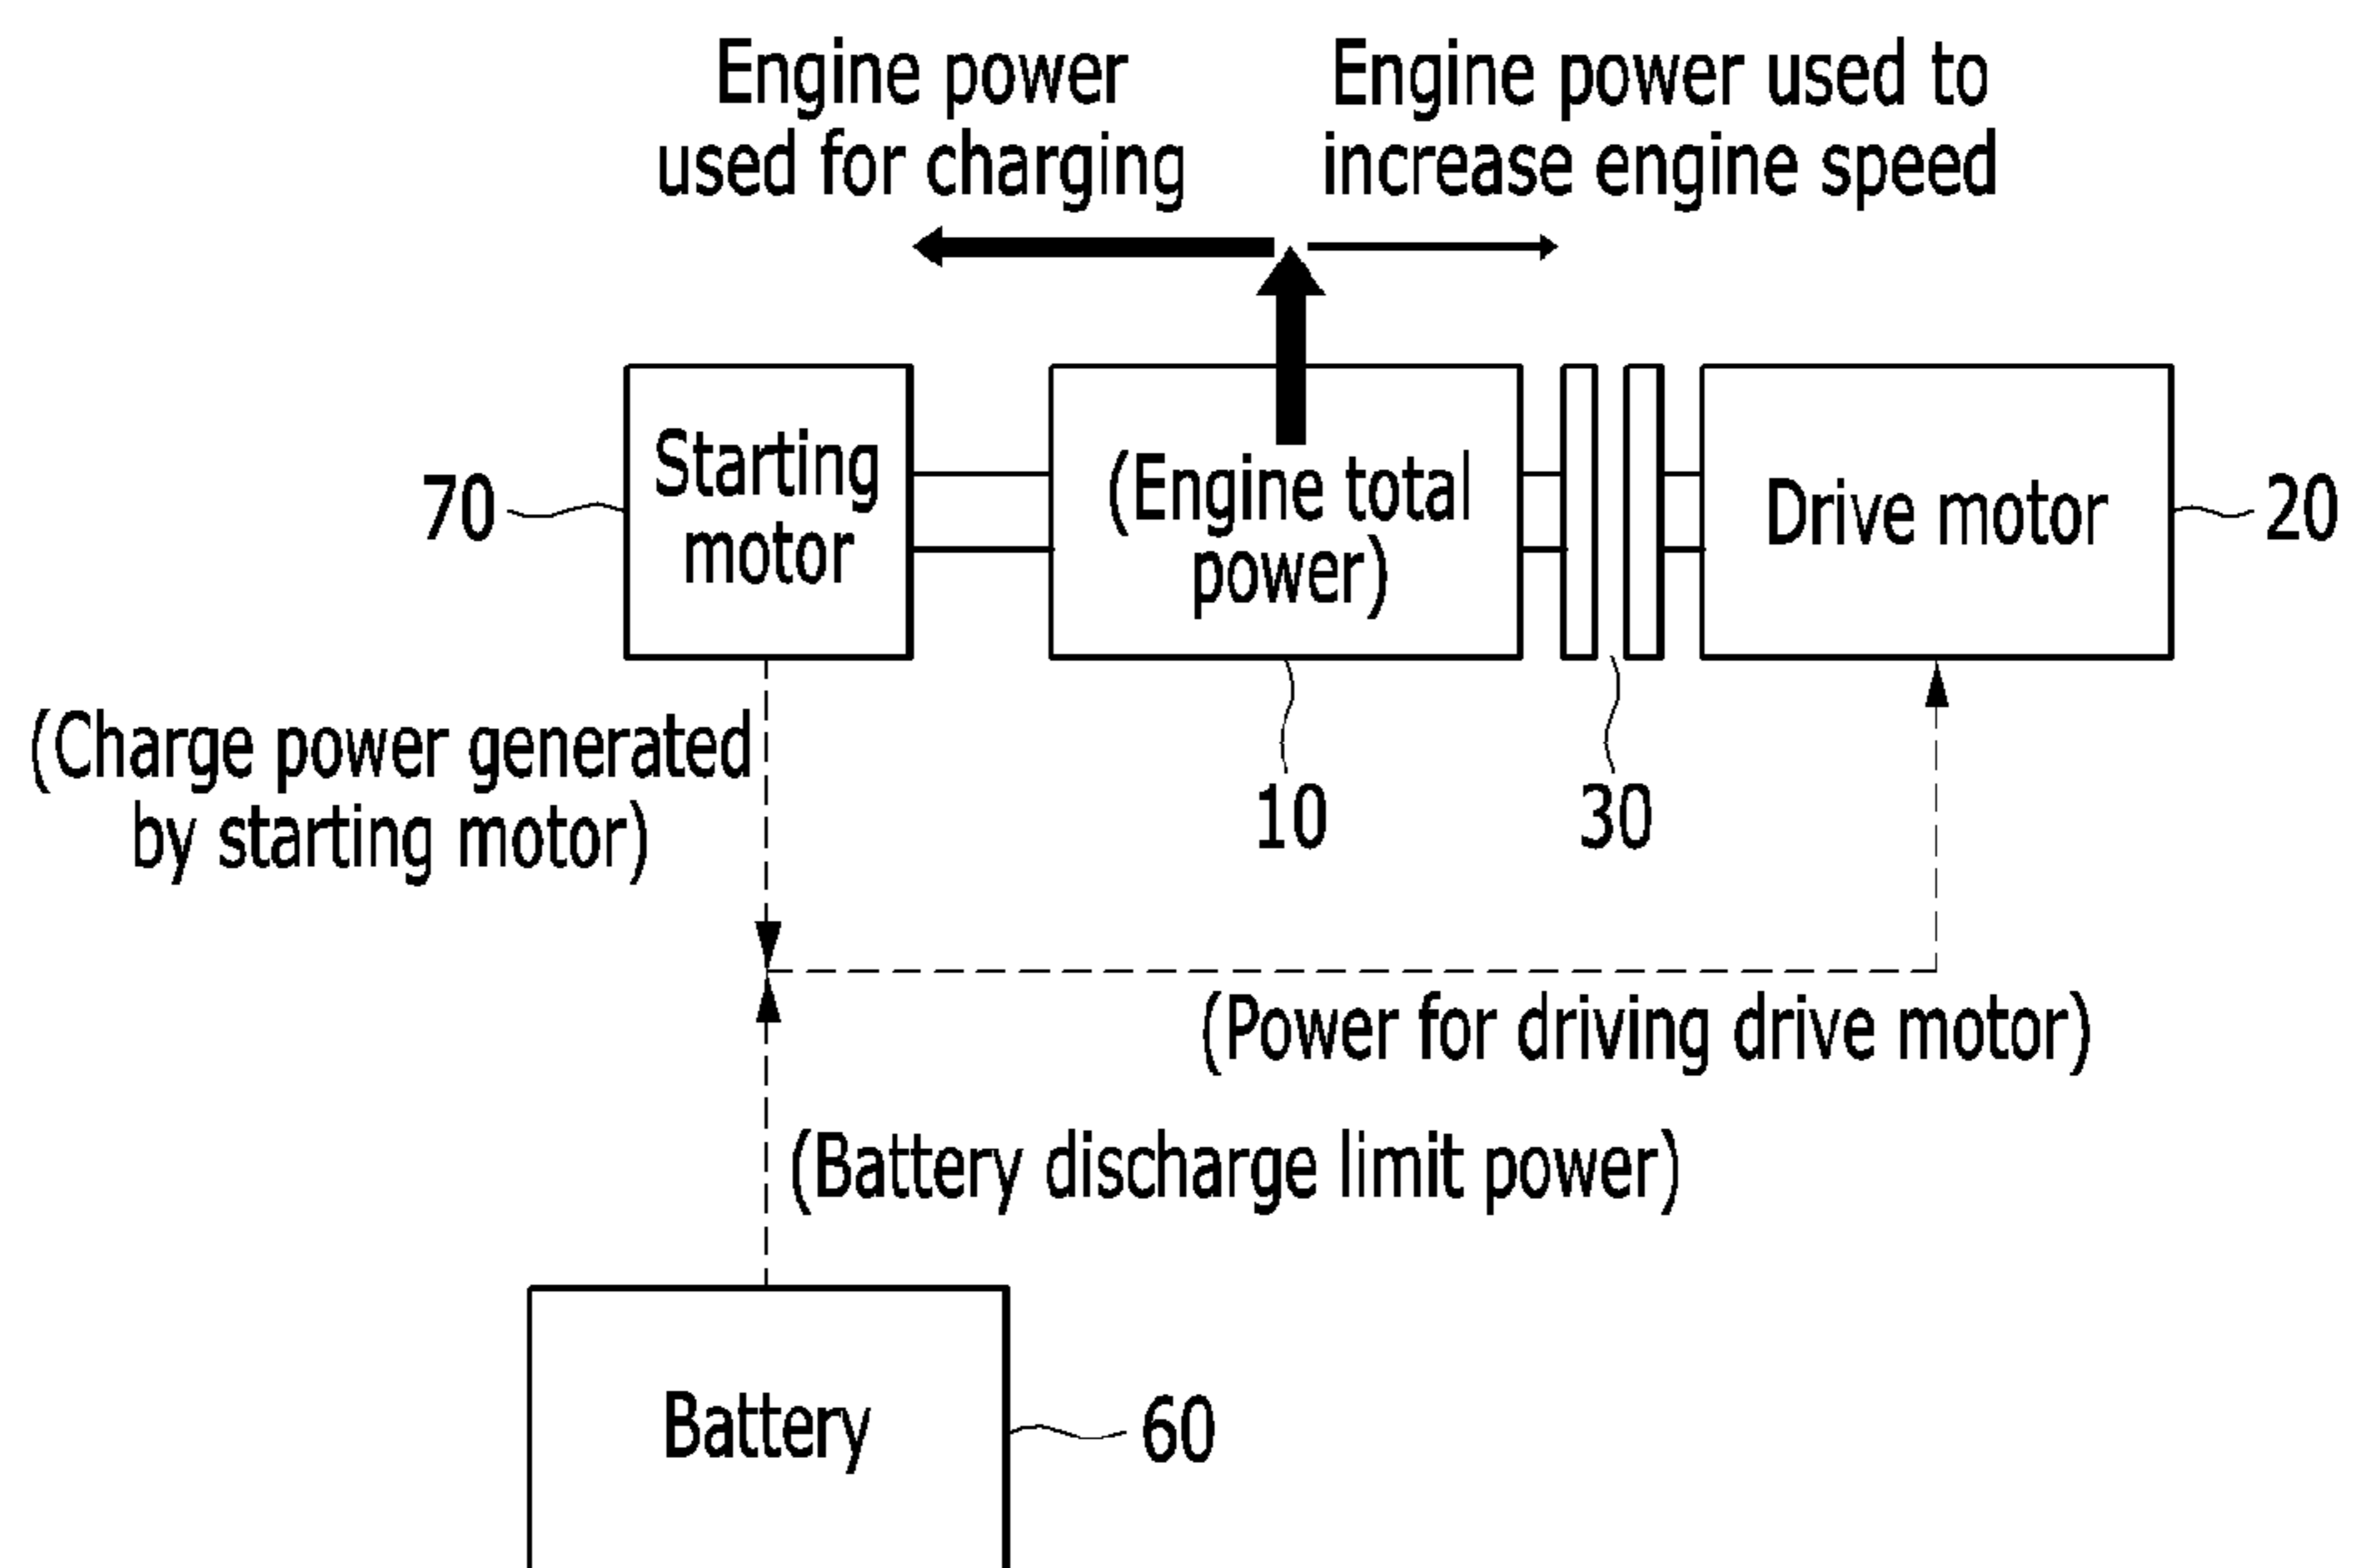 Engine power
used for charging
Engine power used to
increase engine speed
Starting
motor
70
(Engine total
power)
Drive motor
20
(Charge power generated
by starting motor)
10
30
(Power for driving drive motor)
(Battery discharge limit power)
Battery
60